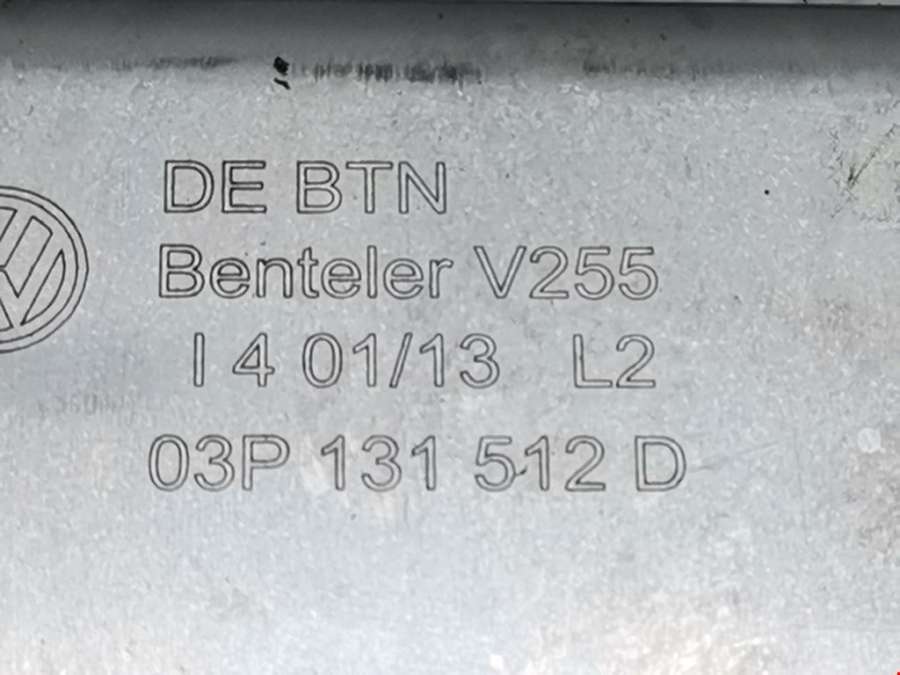 DE BTN
Benteler V255
I 4 01/13 L2
03P 131 512 D